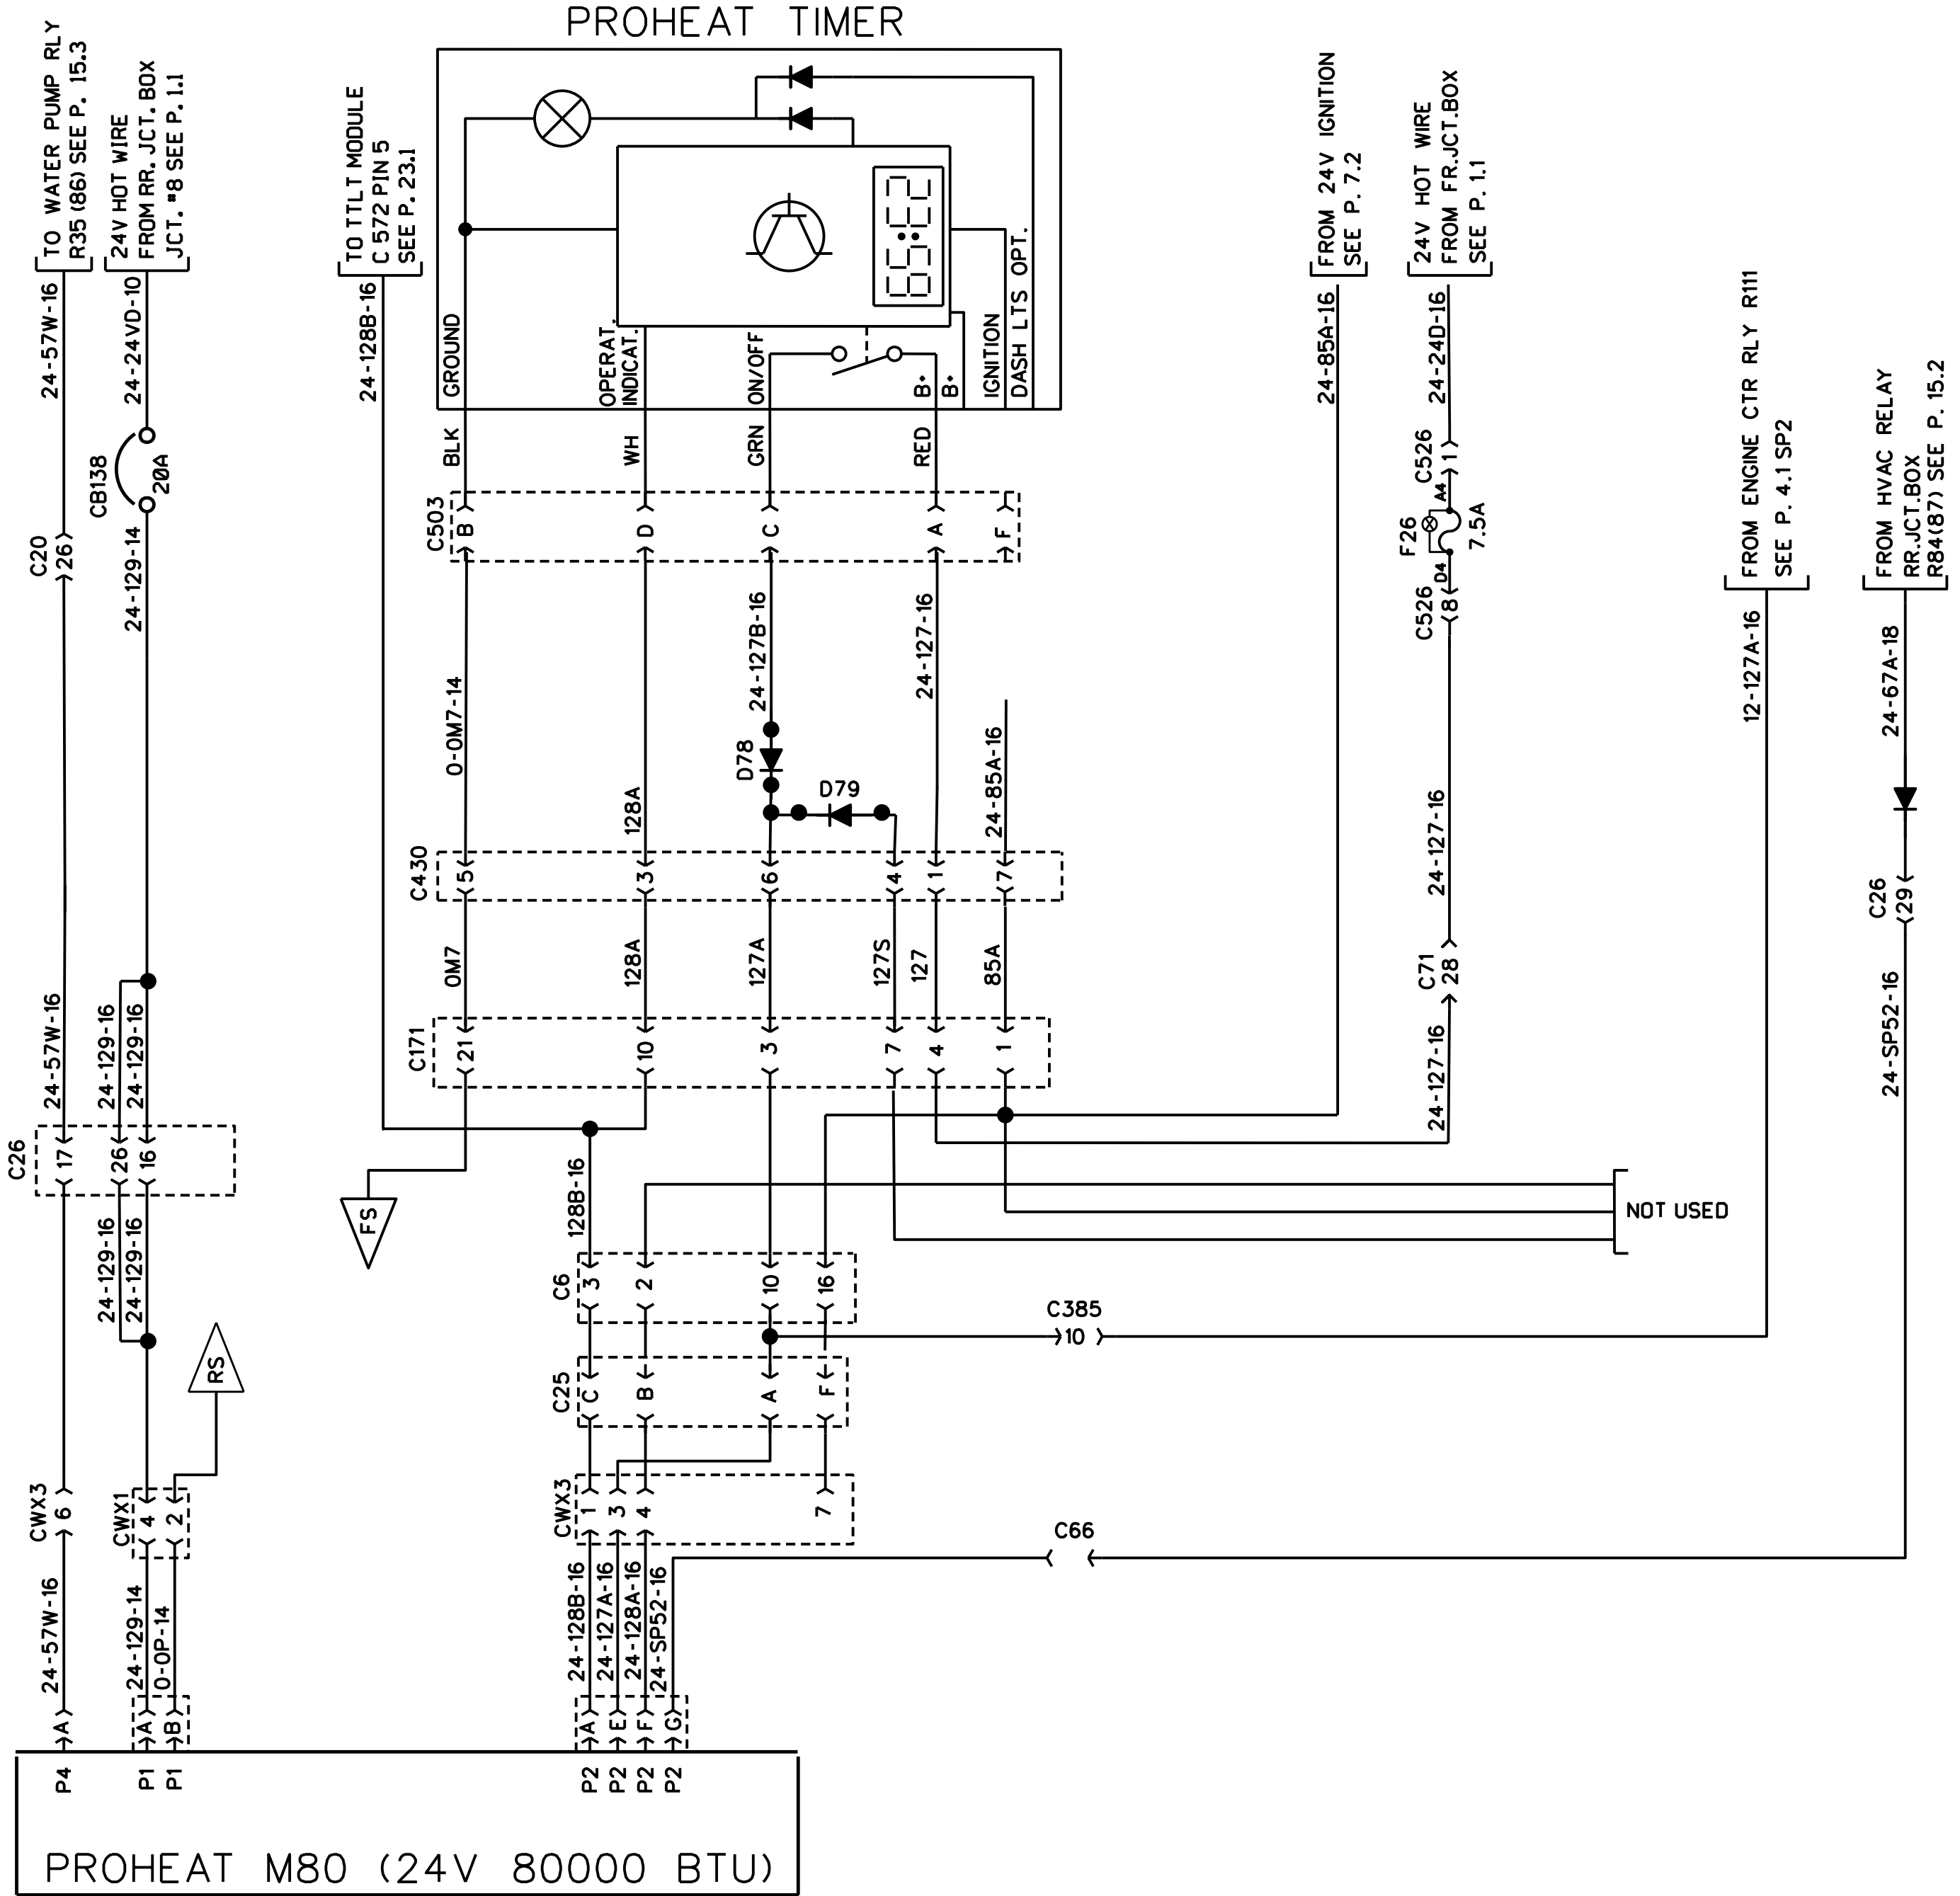 PROHEAT TIMER
TO WATER PUMP RLY
R35 (86) SEE P. 15.3
24V HOT WIRE
FROM RR. JCT. BOX
JCT. #8 SEE P. 1.1
TO TTLT MODULE
C 572 PIN 5
SEE P. 23.1
FROM 24V IGNITION
SEE P. 7.2
24V HOT WIRE
FROM FR.JCT.BOX
SEE P. 1.1
FROM ENGINE CTR RLY R111
SEE P. 4.1 SP2
FROM HVAC RELAY
RR.JCT.BOX
R84(87) SEE P. 15.2
24-57W-16
24-24VD-10
24-128B-16
GROUND
OPERAT.
INDICAT.
ON/OFF
B+
B+
IGNITION
DASH LTS OPT.
24-85A-16
24-24D-16
CB138
20A
BLK
WH
GRN
RED
C526
1
A4
F26
7.5A
D4
C526
8
C20
26
24-129-14
C503
B
D
C
A
F
0-0M7-14
128A
24-127B-16
24-127-16
24-85A-16
D78
D79
12-127A-16
24-67A-18
24-127-16
C430
5
3
6
4
1
7
C26
29
0M7
128A
127A
127S
127
85A
C71
28
24-57W-16
24-129-16
24-129-16
C171
21
10
3
7
4
1
24-127-16
24-SP52-16
C26
17
26
16
128B-16
FS
NOT USED
24-129-16
24-129-16
C6
3
2
10
16
C385
10
RS
C25
C
B
A
F
CWX3
6
CWX1
4
2
CWX3
1
3
4
7
C66
24-57W-16
24-129-14
0-0P-14
24-128B-16
24-127A-16
24-128A-16
24-SP52-16
A
A
B
A
E
F
G
P4
P1
P1
P2
P2
P2
P2
PROHEAT M80 (24V 80000 BTU)